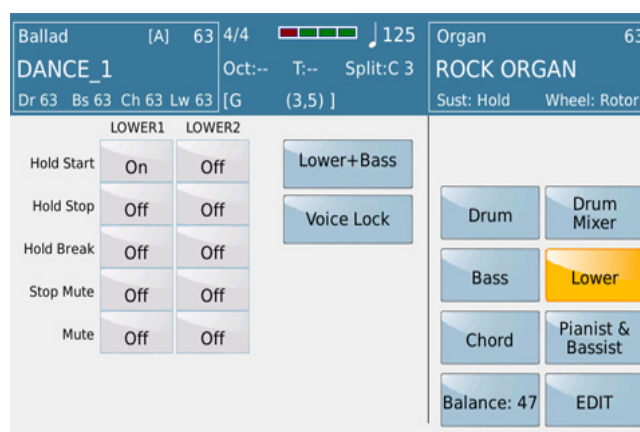 Ballad [A] 63 4/4 ♩ 125 Organ 63
DANCE_1 Oct:-- T:-- Split:C 3 ROCK ORGAN
Dr 63 Bs 63 Ch 63 Lw 63 [G (3,5) ] Sust: Hold Wheel: Rotor
LOWER1 LOWER2
Hold Start On Off
Hold Stop Off Off
Hold Break Off Off
Stop Mute Off Off
Mute Off Off
Lower+Bass
Voice Lock
Drum
Drum
Mixer
Bass
Lower
Chord
Pianist &
Bassist
Balance: 47
EDIT